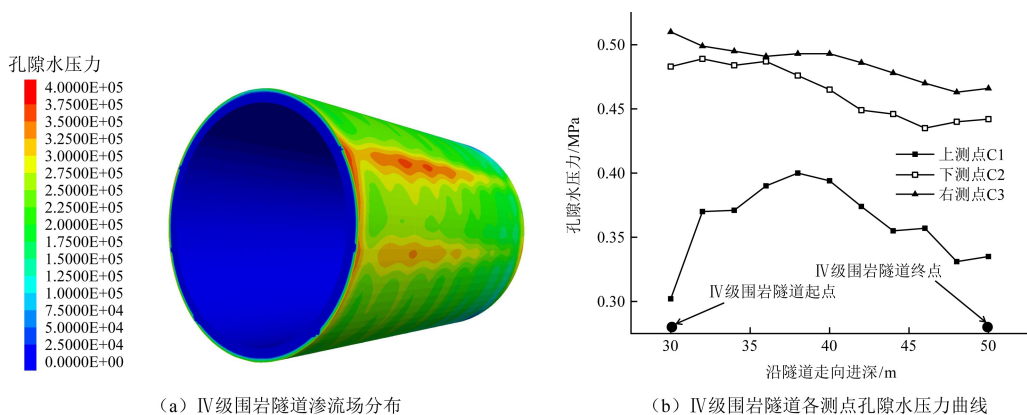 孔隙水压力
4.0000E+05
3.7500E+05
3.5000E+05
3.2500E+05
3.0000E+05
2.7500E+05
2.5000E+05
2.2500E+05
2.0000E+05
1.7500E+05
1.5000E+05
1.2500E+05
1.0000E+05
7.5000E+04
5.0000E+04
2.5000E+04
0.0000E+00
（a）Ⅳ级围岩隧道渗流场分布
孔隙水压力/MPa
0.50
0.45
0.40
0.35
0.30
上测点C1
下测点C2
右测点C3
Ⅳ级围岩隧道终点
Ⅳ级围岩隧道起点
30 35 40 45 50
沿隧道走向进深/m
（b）Ⅳ级围岩隧道各测点孔隙水压力曲线